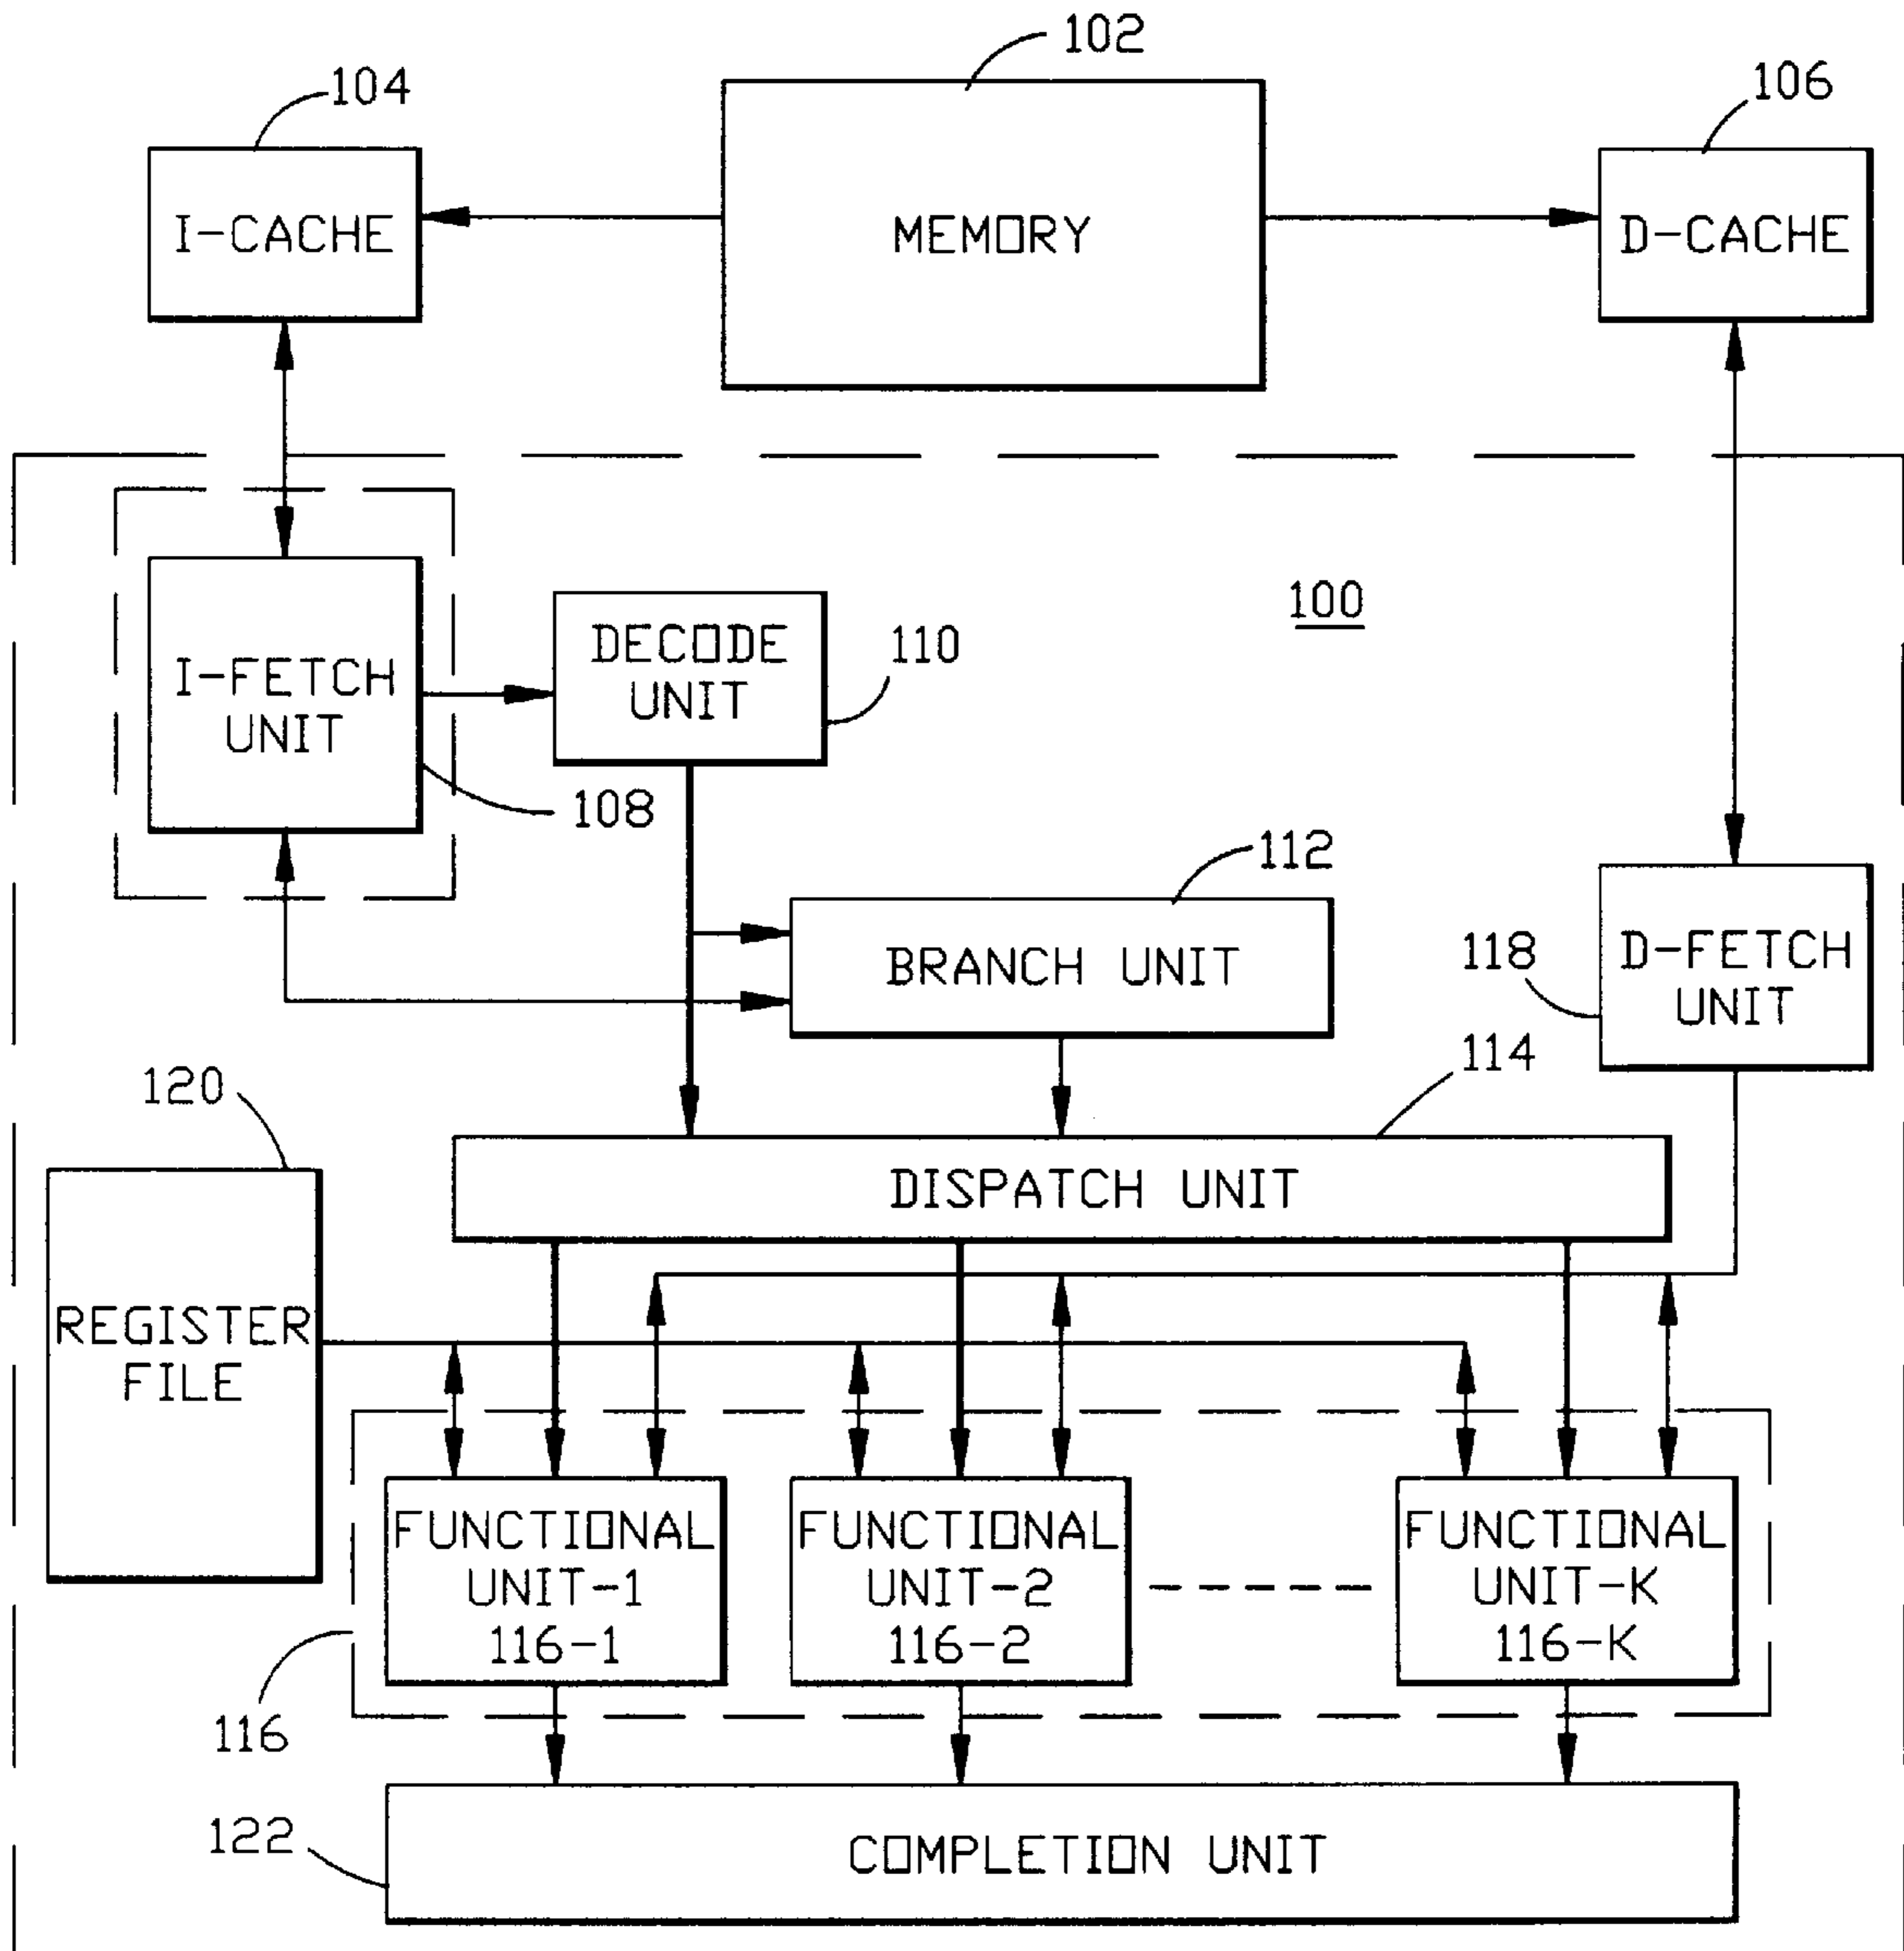 102
104
106
I-CACHE
MEMORY
D-CACHE
100
I-FETCH
UNIT
DECODE
UNIT
110
108
112
BRANCH UNIT
118
D-FETCH
UNIT
114
120
DISPATCH UNIT
REGISTER
FILE
FUNCTIONAL
UNIT-1
116-1
FUNCTIONAL
UNIT-2
116-2
FUNCTIONAL
UNIT-K
116-K
116
122
COMPLETION UNIT